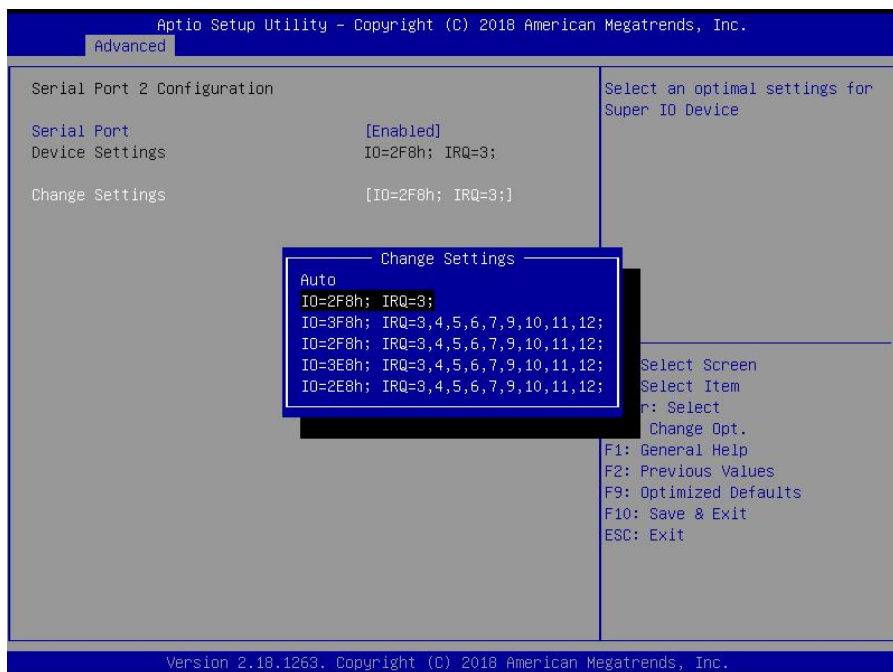 Aptio Setup Utility – Copyright (C) 2018 American Megatrends, Inc.
Advanced
Serial Port 2 Configuration
Serial Port [Enabled]
Device Settings IO=2F8h; IRQ=3;
Change Settings [IO=2F8h; IRQ=3;]
Select an optimal settings for
Super IO Device
Change Settings
Auto
IO=2F8h; IRQ=3;
IO=3F8h; IRQ=3,4,5,6,7,9,10,11,12;
IO=2F8h; IRQ=3,4,5,6,7,9,10,11,12;
IO=3E8h; IRQ=3,4,5,6,7,9,10,11,12;
IO=2E8h; IRQ=3,4,5,6,7,9,10,11,12;
Select Screen
Select Item
r: Select
Change Opt.
F1: General Help
F2: Previous Values
F9: Optimized Defaults
F10: Save & Exit
ESC: Exit
Version 2.18.1263. Copyright (C) 2018 American Megatrends, Inc.